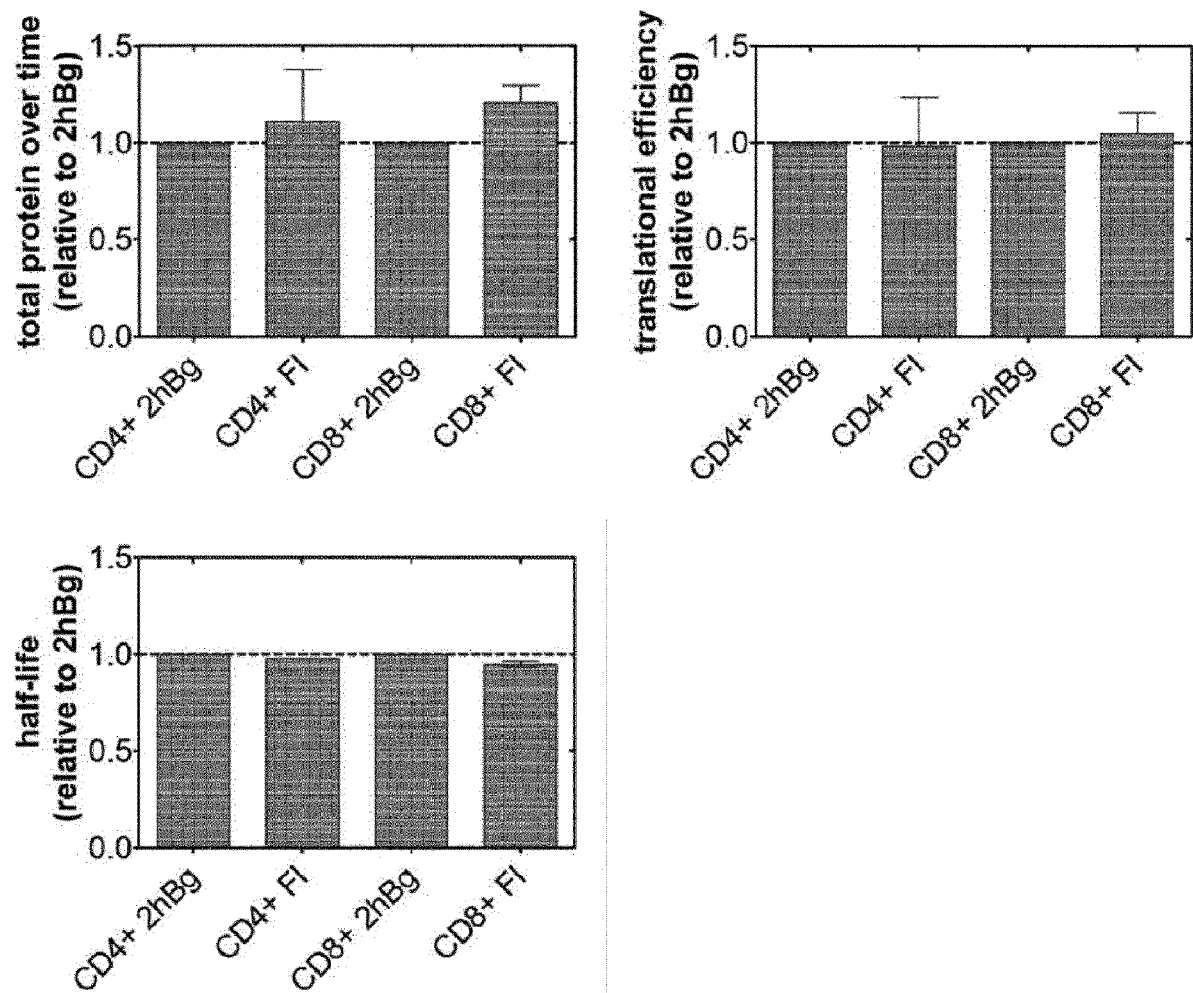 total protein over time
(relative to 2hBg)
1.5
1.0
0.5
0.0
CD4+ 2hBg
CD4+ FI
CD8+ 2hBg
CD8+ FI
translational efficiency
(relative to 2hBg)
1.5
1.0
0.5
0.0
CD4+ 2hBg
CD4+ FI
CD8+ 2hBg
CD8+ FI
half-life
(relative to 2hBg)
1.5
1.0
0.5
0.0
CD4+ 2hBg
CD4+ FI
CD8+ 2hBg
CD8+ FI